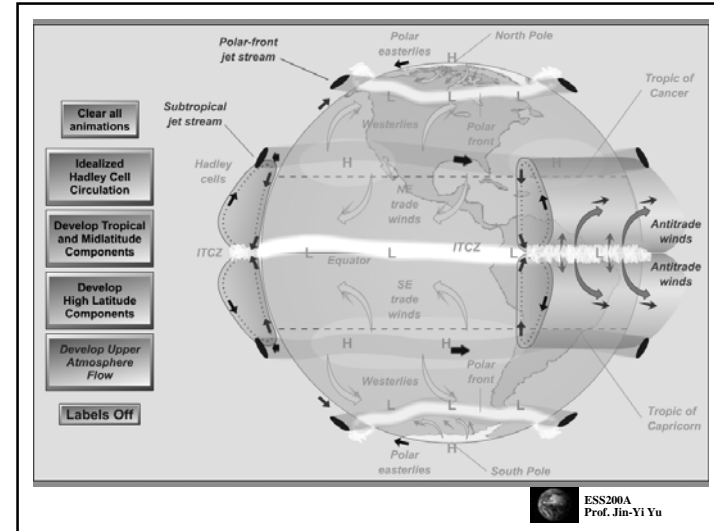 Polar-front
jet stream
Polar
easterlies
H
North Pole
Tropic of
Cancer
Subtropical
jet stream
Clear all
animations
L
L
L
Westerlies
Polar
front
Idealized
Hadley Cell
Circulation
Hadley
cells
H
H
H
NE
trade
winds
Develop Tropical
and Midlatitude
Components
Antitrade
winds
ITCZ
L
L
ITCZ
L
L
Equator
Antitrade
winds
Develop
High Latitude
Components
SE
trade
winds
Develop Upper
Atmosphere
Flow
H
H
Westerlies
Polar
front
Labels Off
L
L
L
Tropic of
Capricorn
Polar
easterlies
H
South Pole
ESS200A
Prof. Jin-Yi Yu